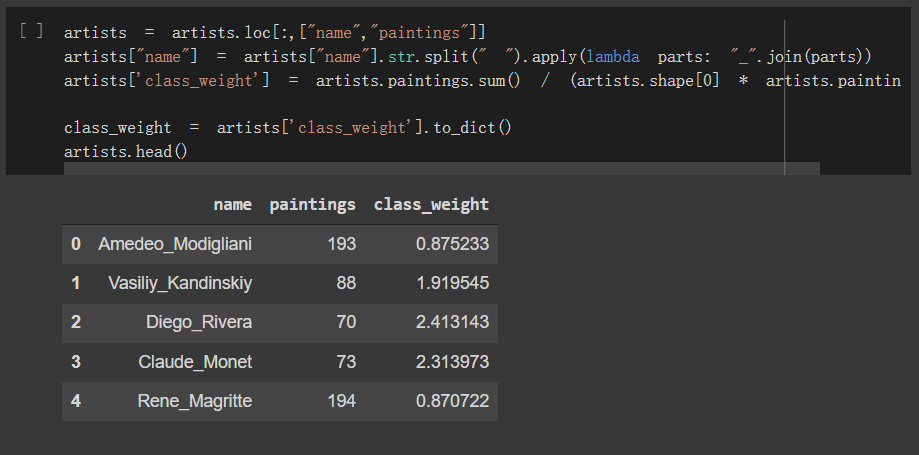 [ ] artists = artists.loc[:,["name","paintings"]]
artists["name"] = artists["name"].str.split(" ").apply(lambda parts: "_".join(parts))
artists['class_weight'] = artists.paintings.sum() / (artists.shape[0] * artists.paintin
class_weight = artists['class_weight'].to_dict()
artists.head()
name paintings class_weight
0 Amedeo_Modigliani 193 0.875233
1 Vasiliy_Kandinskiy 88 1.919545
2 Diego_Rivera 70 2.413143
3 Claude_Monet 73 2.313973
4 Rene_Magritte 194 0.870722